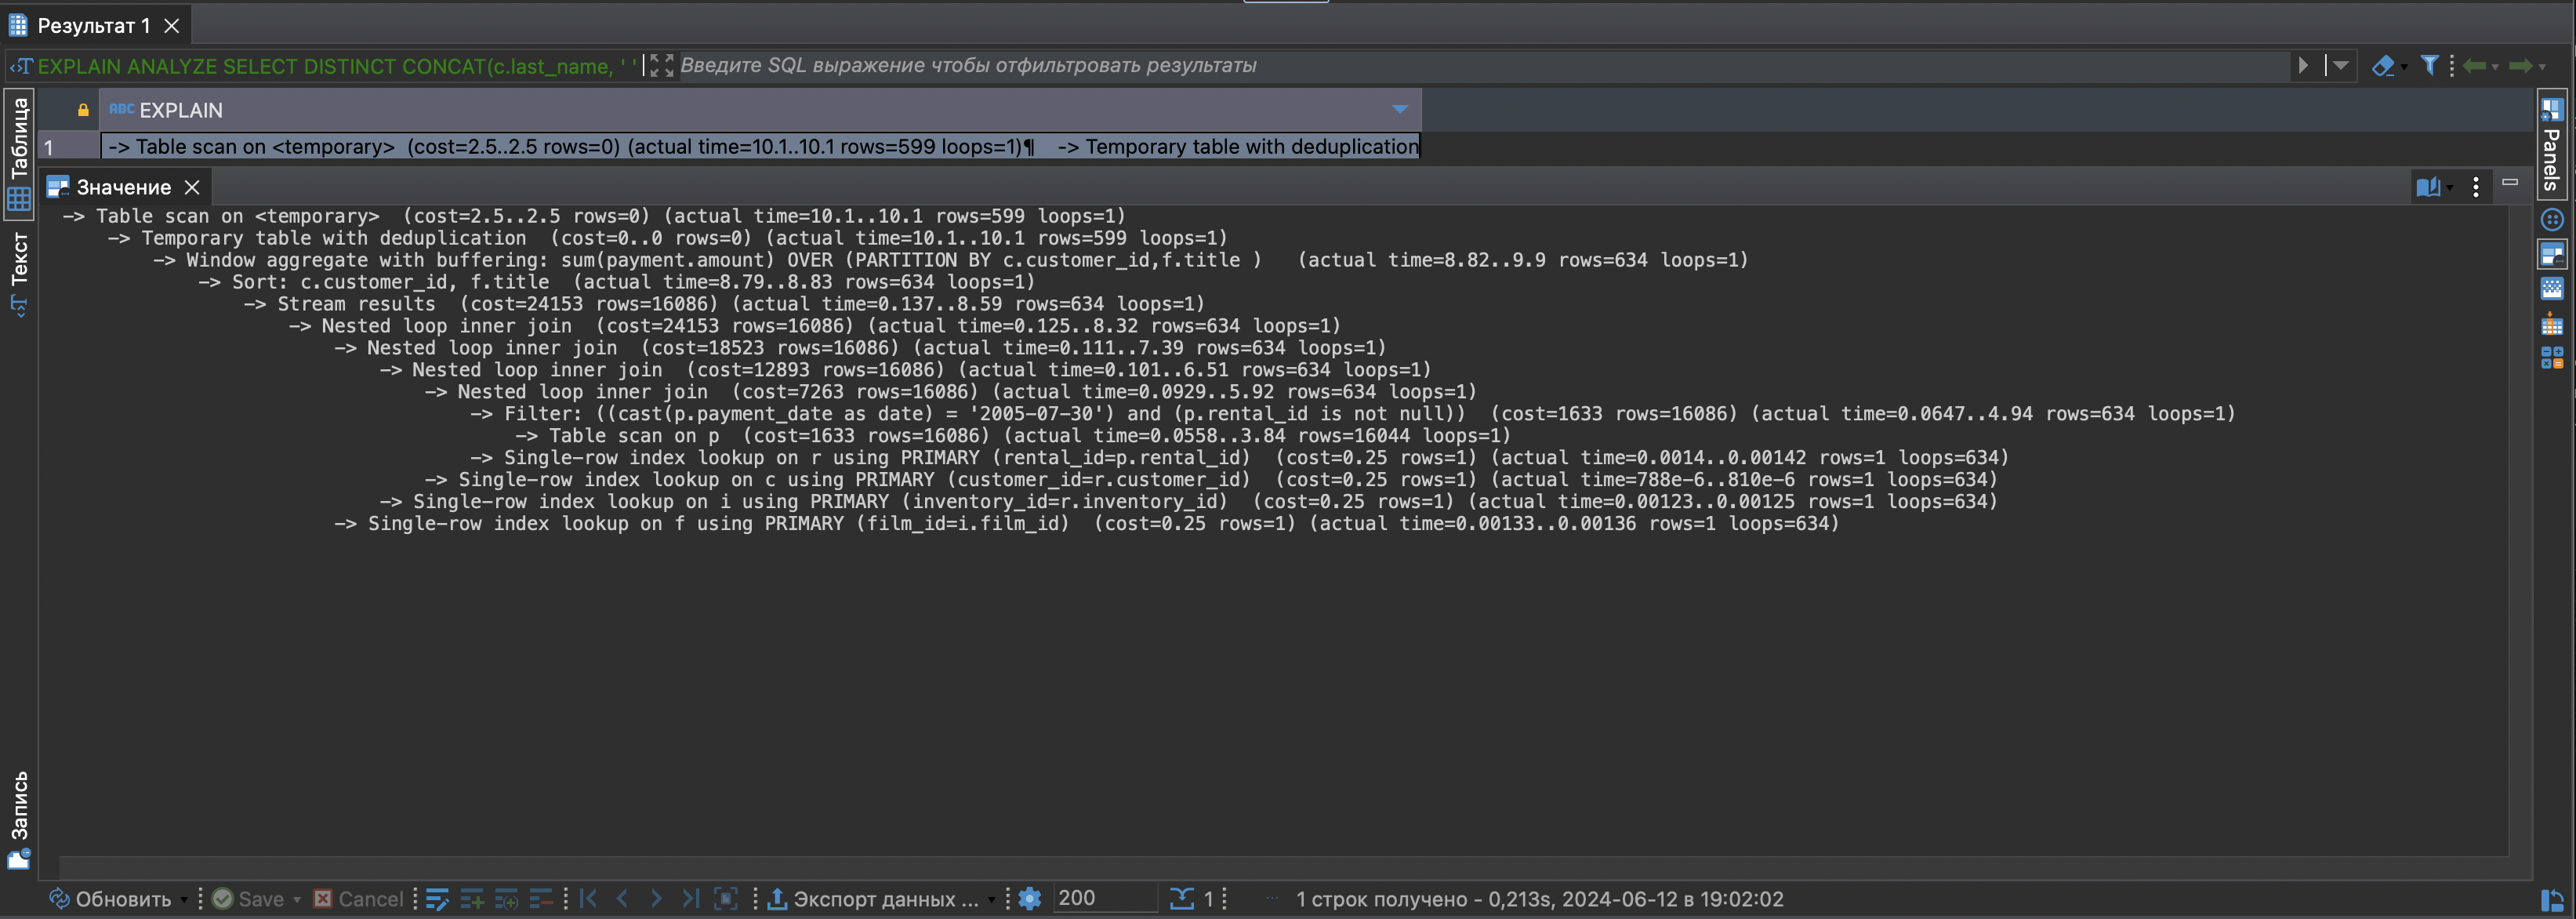 Результат 1
EXPLAIN ANALYZE SELECT DISTINCT CONCAT(c.last_name, ' ' Введите SQL выражение чтобы отфильтровать результаты
Таблица
ABC EXPLAIN
1 -> Table scan on <temporary>  (cost=2.5..2.5 rows=0) (actual time=10.1..10.1 rows=599 loops=1)¶    -> Temporary table with deduplication
Panels
Значение
Текст
-> Table scan on <temporary>  (cost=2.5..2.5 rows=0) (actual time=10.1..10.1 rows=599 loops=1)
    -> Temporary table with deduplication  (cost=0..0 rows=0) (actual time=10.1..10.1 rows=599 loops=1)
        -> Window aggregate with buffering: sum(payment.amount) OVER (PARTITION BY c.customer_id,f.title )   (actual time=8.82..9.9 rows=634 loops=1)
            -> Sort: c.customer_id, f.title  (actual time=8.79..8.83 rows=634 loops=1)
                -> Stream results  (cost=24153 rows=16086) (actual time=0.137..8.59 rows=634 loops=1)
                    -> Nested loop inner join  (cost=24153 rows=16086) (actual time=0.125..8.32 rows=634 loops=1)
                        -> Nested loop inner join  (cost=18523 rows=16086) (actual time=0.111..7.39 rows=634 loops=1)
                            -> Nested loop inner join  (cost=12893 rows=16086) (actual time=0.101..6.51 rows=634 loops=1)
                                -> Nested loop inner join  (cost=7263 rows=16086) (actual time=0.0929..5.92 rows=634 loops=1)
                                    -> Filter: ((cast(p.payment_date as date) = '2005-07-30') and (p.rental_id is not null))  (cost=1633 rows=16086) (actual time=0.0647..4.94 rows=634 loops=1)
                                        -> Table scan on p  (cost=1633 rows=16086) (actual time=0.0558..3.84 rows=16044 loops=1)
                                    -> Single-row index lookup on r using PRIMARY (rental_id=p.rental_id)  (cost=0.25 rows=1) (actual time=0.0014..0.00142 rows=1 loops=634)
                                -> Single-row index lookup on c using PRIMARY (customer_id=r.customer_id)  (cost=0.25 rows=1) (actual time=788e-6..810e-6 rows=1 loops=634)
                            -> Single-row index lookup on i using PRIMARY (inventory_id=r.inventory_id)  (cost=0.25 rows=1) (actual time=0.00123..0.00125 rows=1 loops=634)
                        -> Single-row index lookup on f using PRIMARY (film_id=i.film_id)  (cost=0.25 rows=1) (actual time=0.00133..0.00136 rows=1 loops=634)
Запись
Обновить Save Cancel Экспорт данных ... 200 1 ... 1 строк получено - 0,213s, 2024-06-12 в 19:02:02